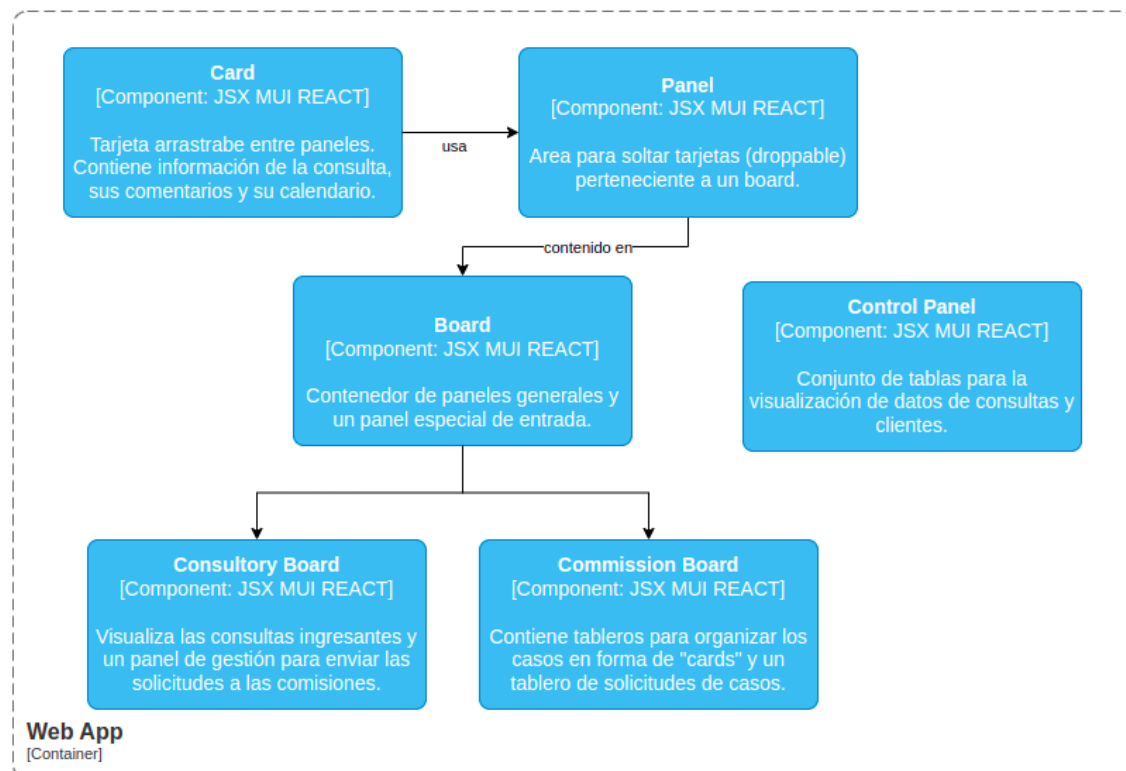 Card
[Component: JSX MUI REACT]
Tarjeta arrastrabe entre paneles.
Contiene información de la consulta,
sus comentarios y su calendario.
usa
Panel
[Component: JSX MUI REACT]
Area para soltar tarjetas (droppable)
perteneciente a un board.
contenido en
Board
[Component: JSX MUI REACT]
Contenedor de paneles generales y
un panel especial de entrada.
Control Panel
[Component: JSX MUI REACT]
Conjunto de tablas para la
visualización de datos de consultas y
clientes.
Consultory Board
[Component: JSX MUI REACT]
Visualiza las consultas ingresantes y
un panel de gestión para enviar las
solicitudes a las comisiones.
Commission Board
[Component: JSX MUI REACT]
Contiene tableros para organizar los
casos en forma de "cards" y un
tablero de solicitudes de casos.
Web App
[Container]